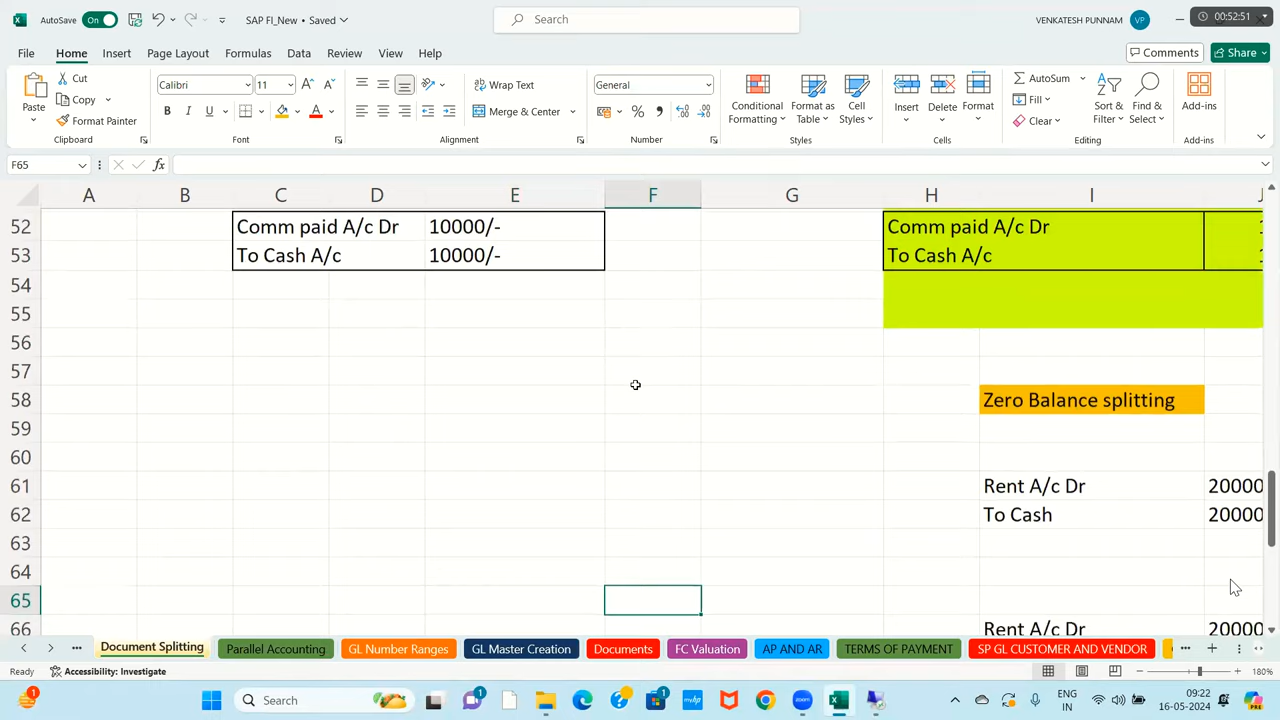 AutoSave On SAP FI_New • Saved Search VENKATESH PUNNAM VP 00:52:51
File Home Insert Page Layout Formulas Data Review View Help Comments Share
Paste Cut Copy Format Painter Calibri 11 B I U Wrap Text Merge & Center General % Conditional Formatting Format as Table Cell Styles Insert Delete Format AutoSum Fill Clear Sort & Filter Find & Select Add-ins
Clipboard Font Alignment Number Styles Cells Editing Add-ins
F65 fx
A B C D E F G H I J
52 Comm paid A/c Dr 10000/- Comm paid A/c Dr
53 To Cash A/c 10000/- To Cash A/c
54
55
56
57
58 Zero Balance splitting
59
60
61 Rent A/c Dr 20000
62 To Cash 20000
63
64
65
66 Rent A/c Dr 20000
Document Splitting Parallel Accounting GL Number Ranges GL Master Creation Documents FC Valuation AP AND AR TERMS OF PAYMENT SP GL CUSTOMER AND VENDOR
Ready Accessibility: Investigate 180%
1 Search 1 1 zoom ENG IN 09:22 16-05-2024 PRE